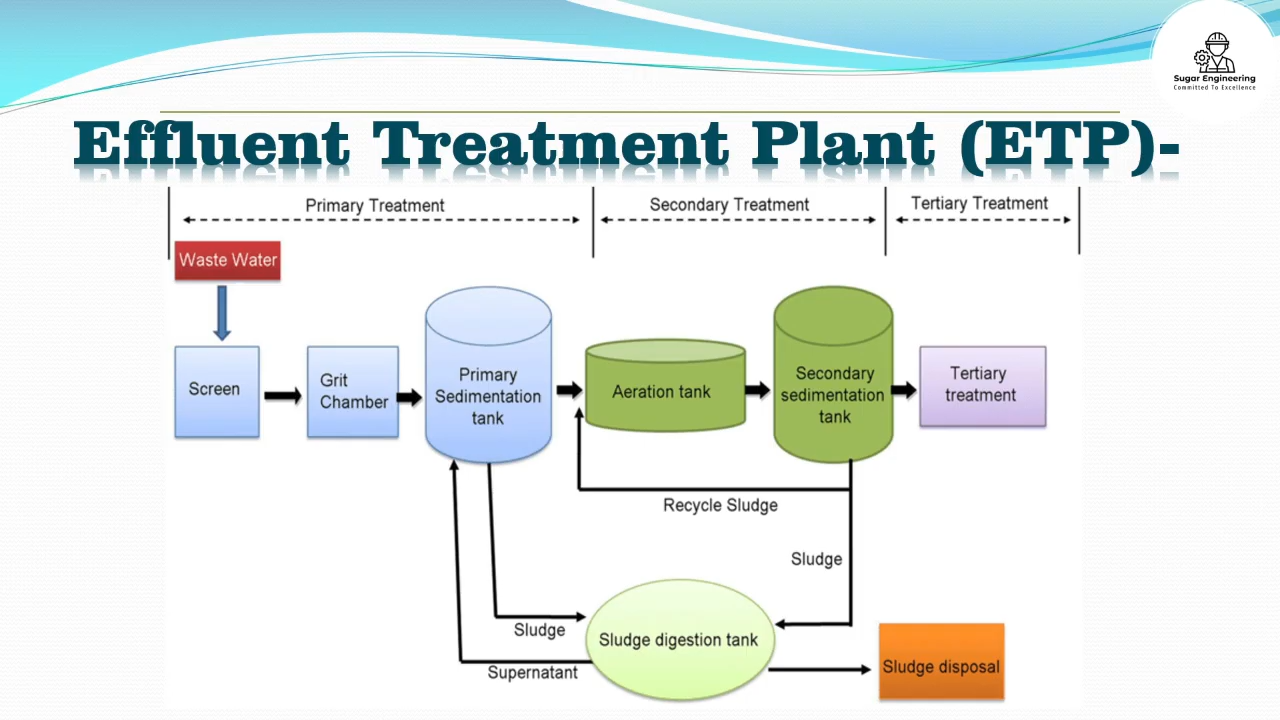 Sugar Engineering
Committed To Excellence
Effluent Treatment Plant (ETP)-
Primary Treatment
Secondary Treatment
Tertiary Treatment
Waste Water
Screen
Grit
Chamber
Primary
Sedimentation
tank
Aeration tank
Secondary
sedimentation
tank
Tertiary
treatment
Recycle Sludge
Sludge
Sludge
Supernatant
Sludge digestion tank
Sludge disposal